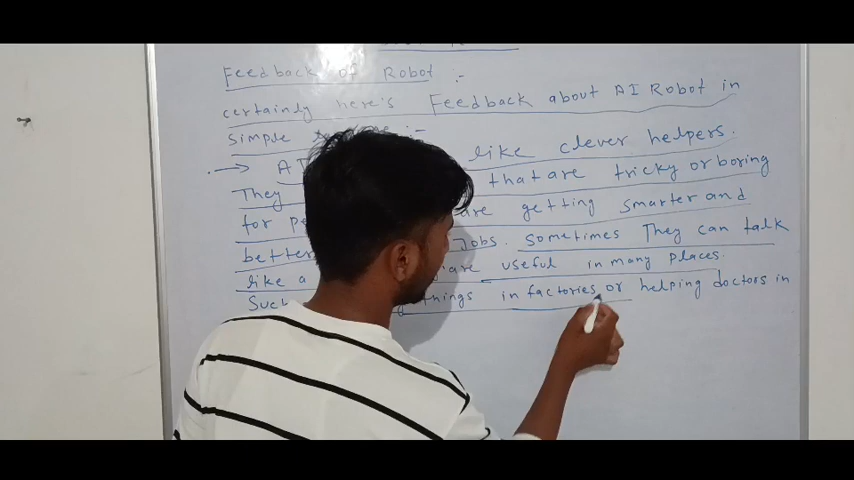 Feedback of Robot :-
certaindy here's Feedback about AI Robot in
simple :-
→ like clever helpers.
They that are tricky or boring
for are getting smarter and
better Jobs. Sometimes They can talk
like a are useful in many places.
Such things in factories or helping doctors in